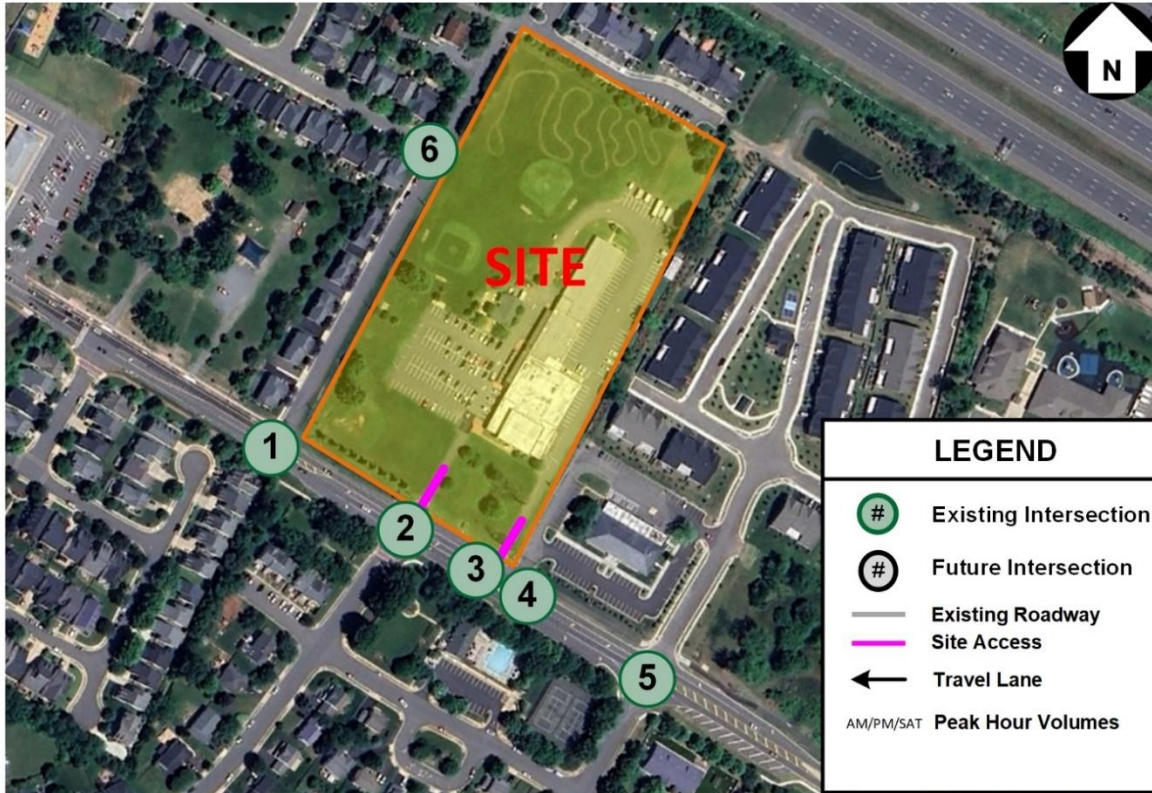 N
6
SITE
1
2
3
4
5
LEGEND
# Existing Intersection
# Future Intersection
Existing Roadway
Site Access
Travel Lane
AM/PM/SAT Peak Hour Volumes